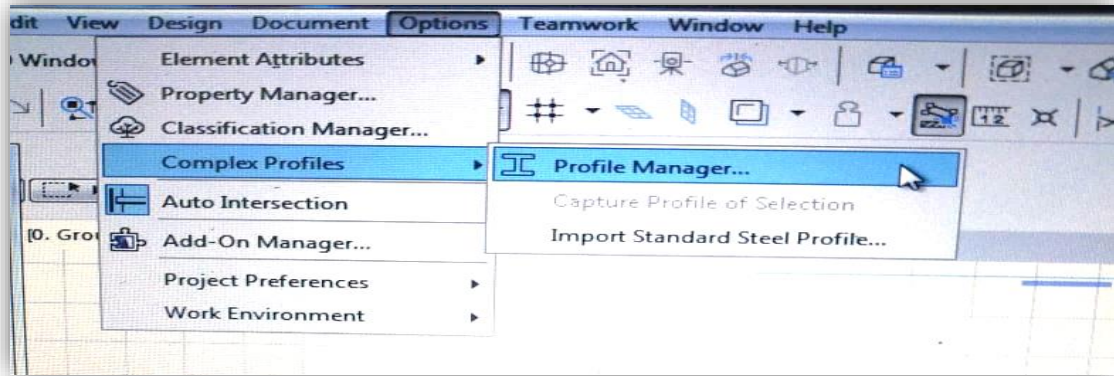 dit View Design Document Options Teamwork Window Help
Windo
Element Attributes
Property Manager...
Classification Manager...
Complex Profiles
Profile Manager...
Auto Intersection
Capture Profile of Selection
[0. Gro
Add-On Manager...
Import Standard Steel Profile...
Project Preferences
Work Environment
12